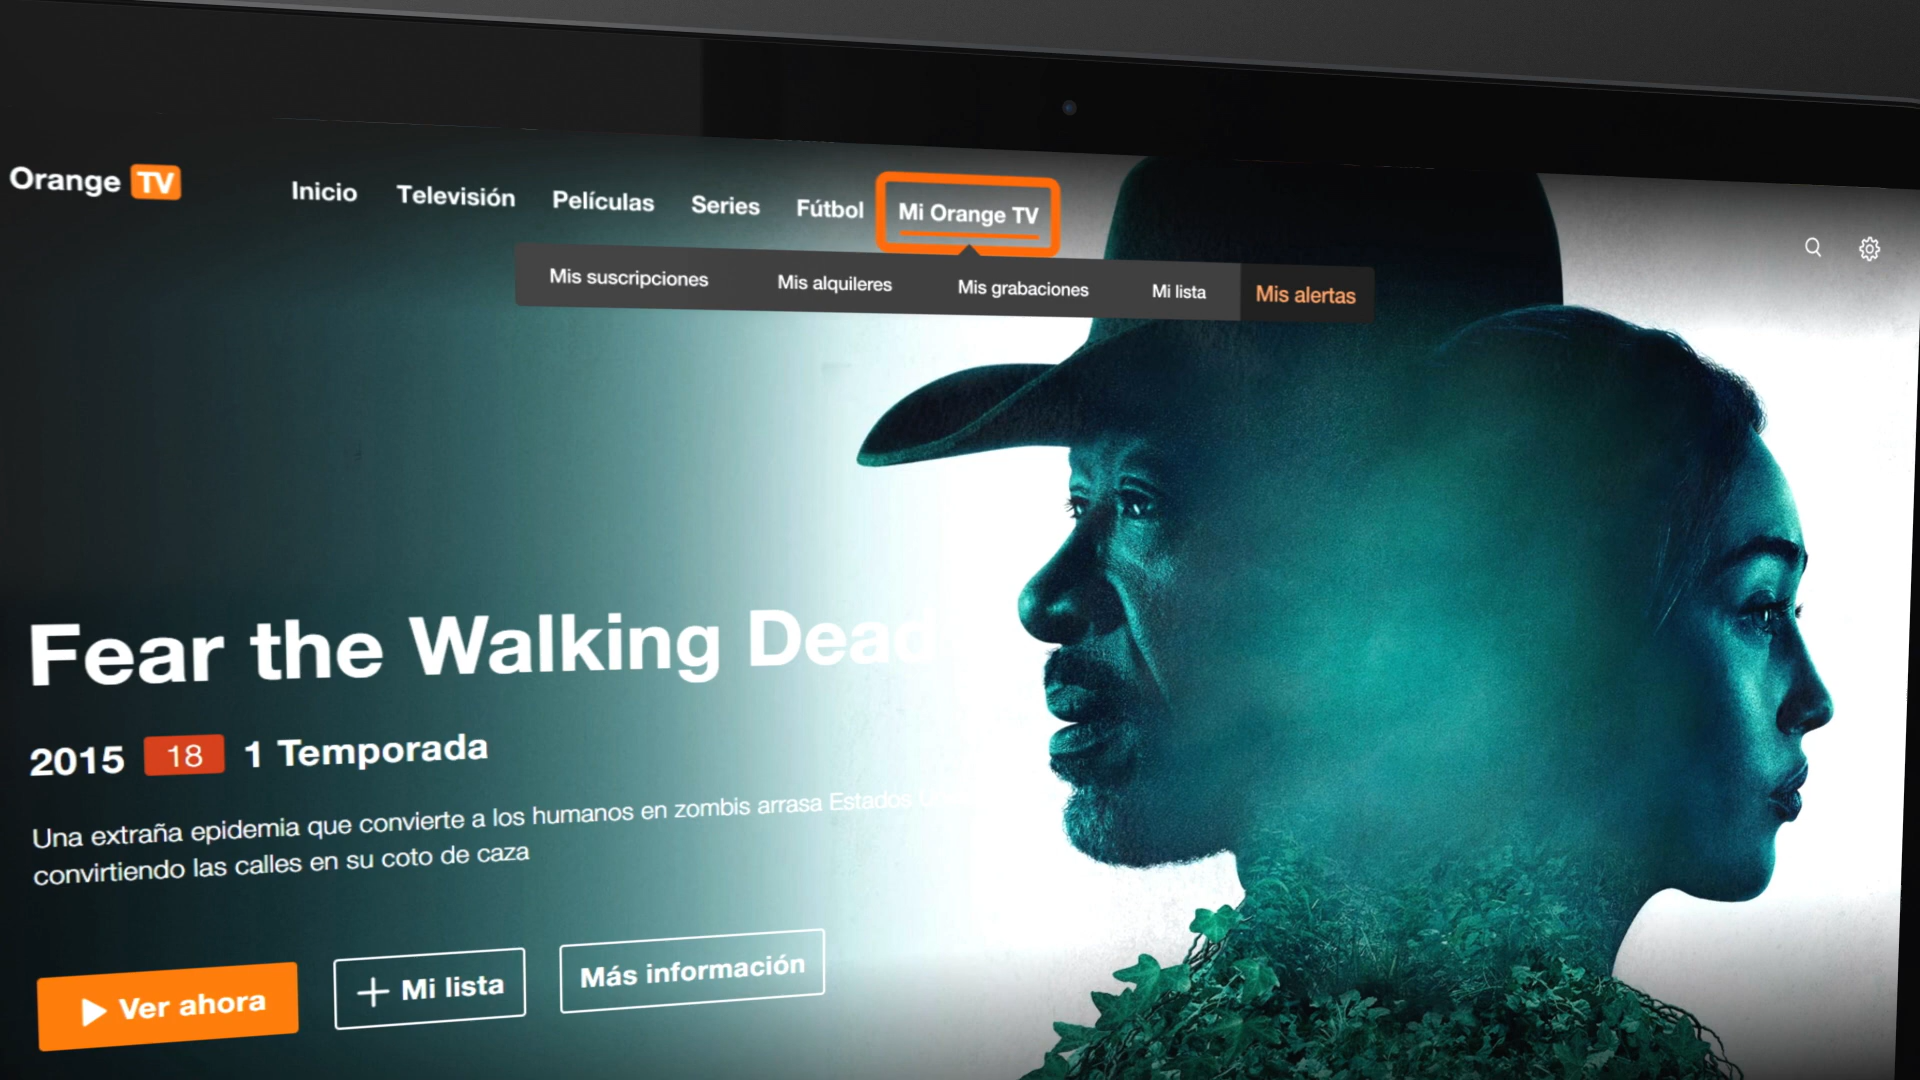 Orange TV
Inicio
Televisión
Películas
Series
Fútbol
Mi Orange TV
Mis suscripciones
Mis alquileres
Mis grabaciones
Mi lista
Mis alertas
Fear the Walking Dead
2015 18 1 Temporada
Una extraña epidemia que convierte a los humanos en zombis arrasa Estados
convirtiendo las calles en su coto de caza
Ver ahora
+ Mi lista
Más información